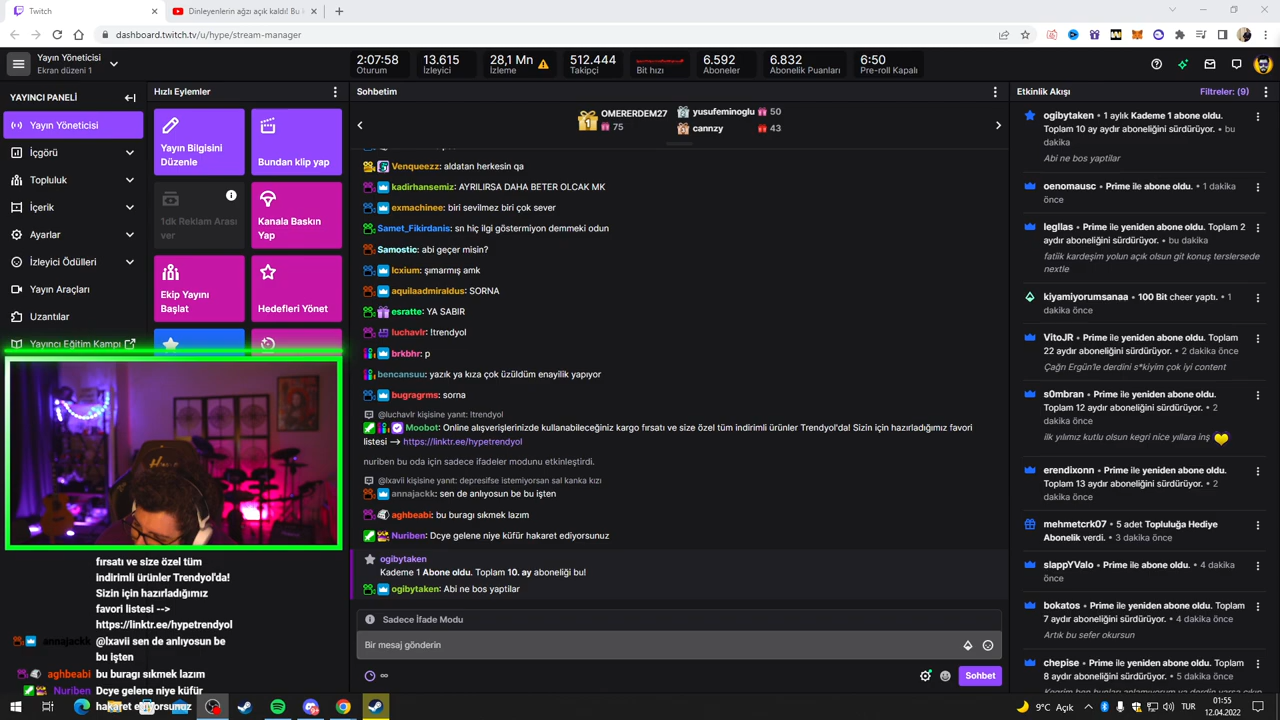 Twitch
Dinleyenlerin ağzı açık kaldı! Bu
dashboard.twitch.tv/u/hype/stream-manager
Yayın Yöneticisi
Ekran düzeni 1
2:07:58
Oturum
13.615
İzleyici
28,1 Mn
İzleme
512.444
Takipçi
Bit hızı
6.592
Aboneler
6.832
Abonelik Puanları
6:50
Pre-roll Kapalı
YAYINCI PANELİ
Yayın Yöneticisi
İçgörü
Topluluk
İçerik
Ayarlar
İzleyici Ödülleri
Yayın Araçları
Uzantılar
Yayıncı Eğitim Kampı
Hızlı Eylemler
Yayın Bilgisini
Düzenle
Bundan klip yap
1dk Reklam Arası
ver
Kanala Baskın
Yap
Ekip Yayını
Başlat
Hedefleri Yönet
fırsatı ve size özel tüm
indirimli ürünler Trendyol'da!
Sizin için hazırladığımız
favori listesi -->
https://linktr.ee/hypetrendyol
annajackk @lxavii sen de anlıyosun be
bu işten
aghbeabi bu buragı sıkmek lazım
Nuriben Dcye gelene niye küfür
hakaret ediyorsunuz
Sohbetim
1 OMERERDEM27
75
yusufeminoglu 50
cannzy 43
Venqueezz: aldatan herkesin qa
kadirhansemiz: AYRILIRSA DAHA BETER OLCAK MK
exmachinee: biri sevilmez biri çok sever
Samet_Fikirdanis: sn hiç ilgi göstermiyon demmeki odun
Samostic: abi geçer misin?
lcxium: şımarmış amk
aquilaadmiraldus: SORNA
esratte: YA SABIR
luchavlr: !trendyol
brkbhr: p
bencansuu: yazık ya kıza çok üzüldüm enayilik yapıyor
bugragrms: sorna
@luchavlr kişisine yanıt: !trendyol
Moobot: Online alışverişlerinizde kullanabileceğiniz kargo fırsatı ve size özel tüm indirimli ürünler Trendyol'da! Sizin için hazırladığımız favori
listesi --> https://linktr.ee/hypetrendyol
nuriben bu oda için sadece ifadeler modunu etkinleştirdi.
@lxavii kişisine yanıt: depresifse istemiyorsan sal kanka kızı
annajackk: sen de anlıyosun be bu işten
aghbeabi: bu buragı sıkmek lazım
Nuriben: Dcye gelene niye küfür hakaret ediyorsunuz
ogibytaken
Kademe 1 Abone oldu. Toplam 10. ay aboneliği bu!
ogibytaken: Abi ne bos yaptilar
Sadece İfade Modu
Bir mesaj gönderin
Sohbet
Etkinlik Akışı
Filtreler: (9)
ogibytaken • 1 aylık Kademe 1 abone oldu.
Toplam 10 ay aydır aboneliğini sürdürüyor. • bu
dakika
Abi ne bos yaptilar
oenomausc • Prime ile abone oldu. • 1 dakika
önce
legllas • Prime ile yeniden abone oldu. Toplam 2
aydır aboneliğini sürdürüyor. • bu dakika
fatiik kardeşim yolun açık olsun git konuş terslersede
nextle
kiyamiyorumsanaa • 100 Bit cheer yaptı. • 1
dakika önce
VitoJR • Prime ile yeniden abone oldu. Toplam
22 aydır aboneliğini sürdürüyor. • 2 dakika önce
Çağrı Ergün'le derdini s*kiyim çok iyi content
s0mbran • Prime ile yeniden abone oldu.
Toplam 12 aydır aboneliğini sürdürüyor. • 2
dakika önce
ilk yılımız kutlu olsun kegri nice yıllara inş
erendixonn • Prime ile yeniden abone oldu.
Toplam 13 aydır aboneliğini sürdürüyor. • 2
dakika önce
mehmetcrk07 • 5 adet Topluluğa Hediye
Abonelik verdi. • 3 dakika önce
slappYValo • Prime ile abone oldu. • 4 dakika
önce
bokatos • Prime ile yeniden abone oldu. Toplam
7 aydır aboneliğini sürdürüyor. • 4 dakika önce
Artık bu sefer okursun
chepise • Prime ile yeniden abone oldu. Toplam
8 aydır aboneliğini sürdürüyor. • 5 dakika önce
9°C Açık
TUR
01:55
12.04.2022